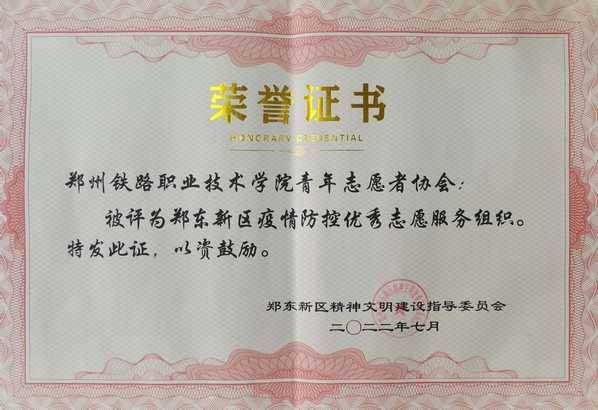 荣誉证书
HONORARY CREDENTIAL
郑州铁路职业技术学院青年志愿者协会：
被评为郑东新区疫情防控优秀志愿服务组织。
特发此证，以资鼓励。
郑东新区精神文明建设指导委员会
二〇二二年七月